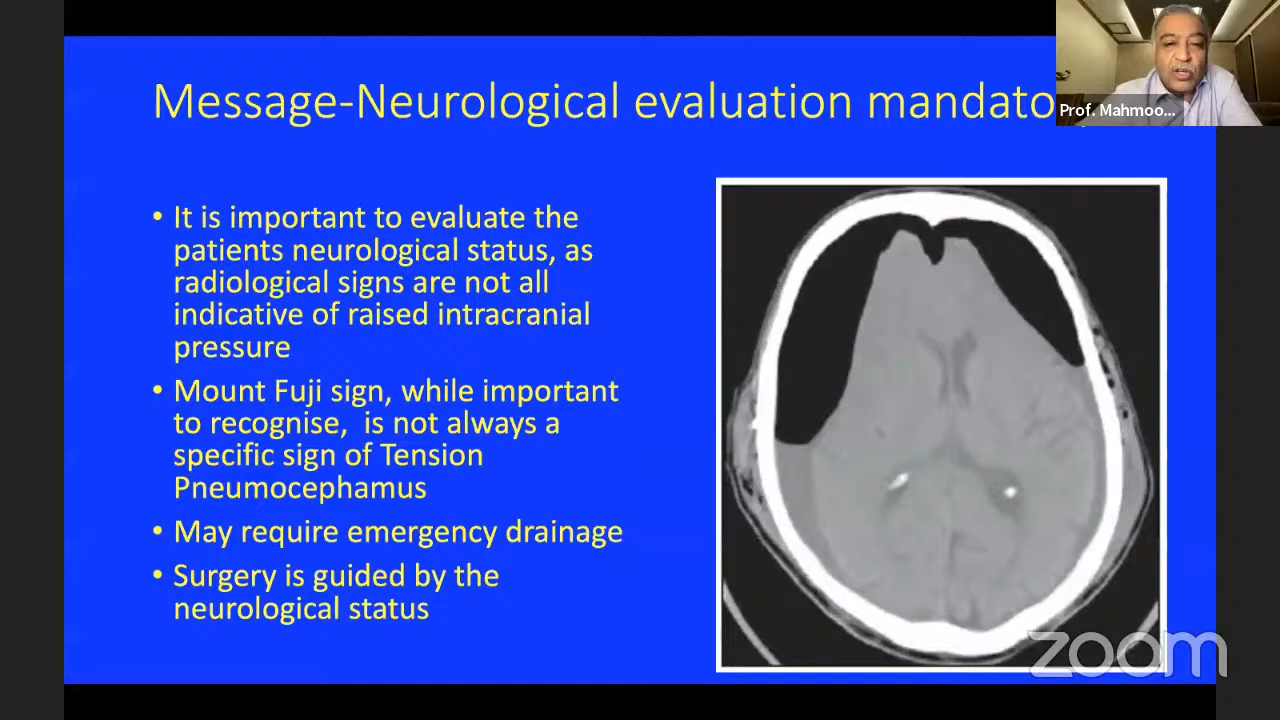 Message-Neurological evaluation mandato
Prof. Mahmoo...
• It is important to evaluate the
patients neurological status, as
radiological signs are not all
indicative of raised intracranial
pressure
• Mount Fuji sign, while important
to recognise,  is not always a
specific sign of Tension
Pneumocephamus
• May require emergency drainage
• Surgery is guided by the
neurological status
zoom